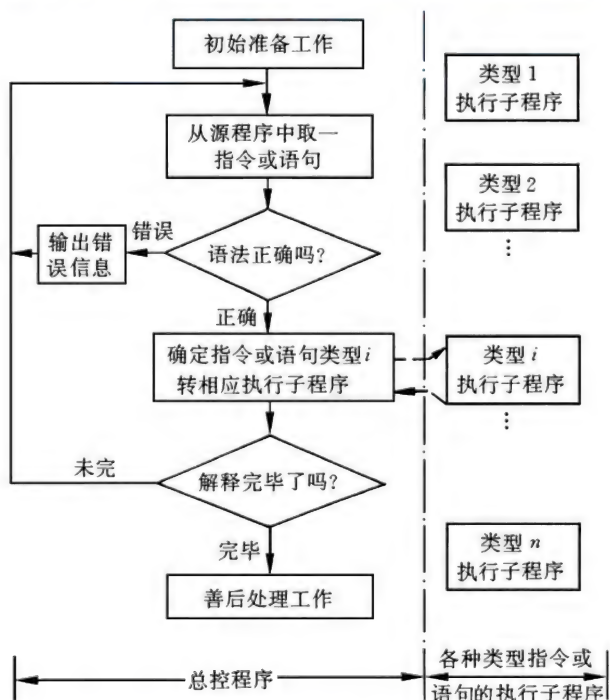 初始准备工作
类型1
执行子程序
从源程序中取一
指令或语句
类型2
执行子程序
⋮
错误
输出错
误信息
语法正确吗?
正确
确定指令或语句类型i
转相应执行子程序
类型i
执行子程序
⋮
未完
解释完毕了吗?
完毕
类型n
执行子程序
善后处理工作
总控程序
各种类型指令或
语句的执行子程序